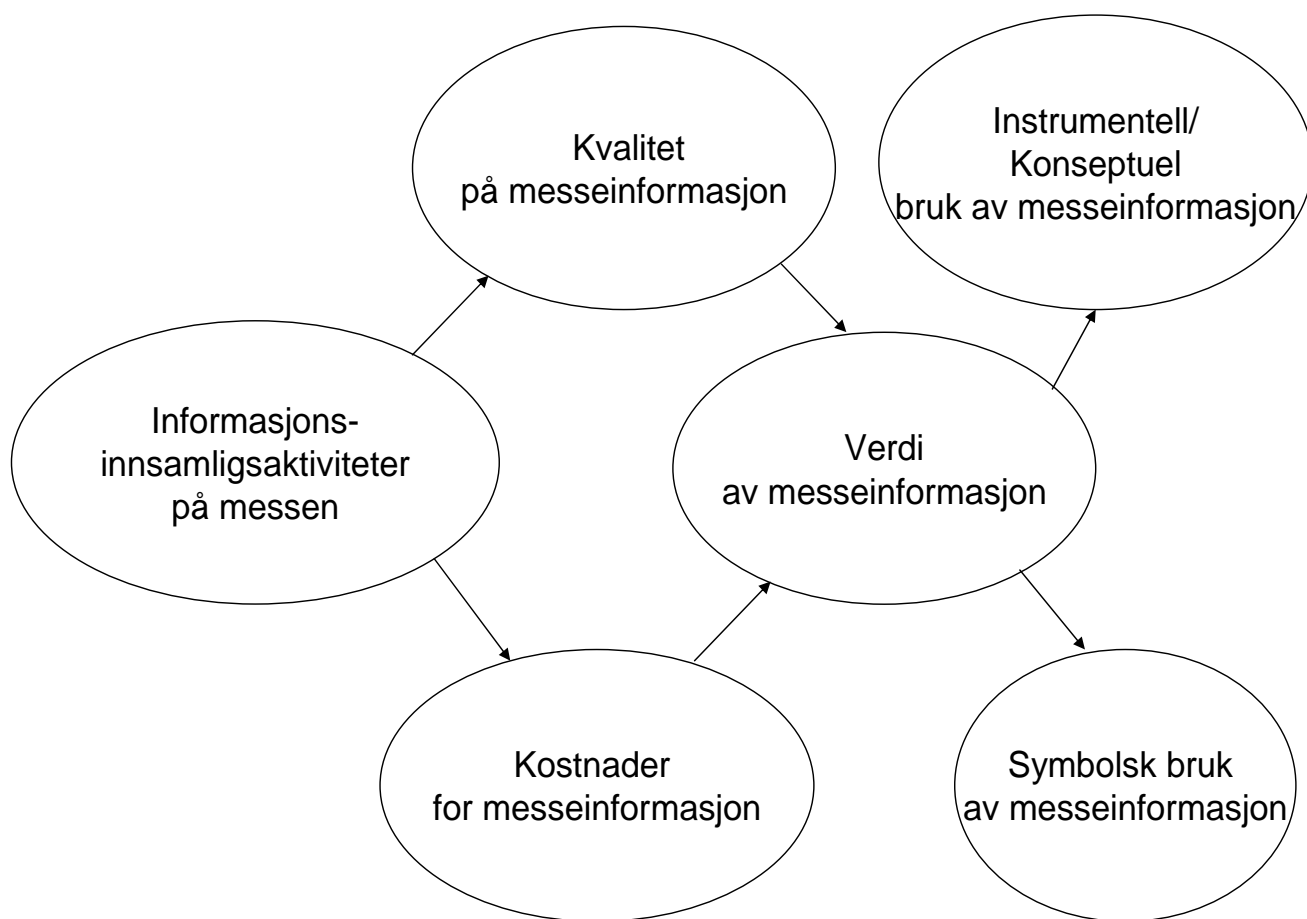 Kvalitet
på messeinformasjon
Instrumentell/
Konseptuel
bruk av messeinformasjon
Informasjons-
innsamligsaktiviteter
på messen
Verdi
av messeinformasjon
Kostnader
for messeinformasjon
Symbolsk bruk
av messeinformasjon